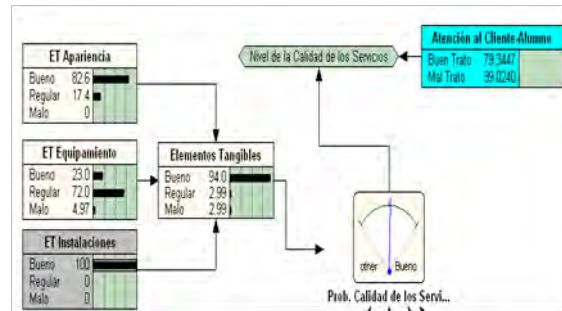 ET Apariencia
Bueno 82.6
Regular 17.4
Malo 0
ET Equipamiento
Bueno 23.0
Regular 72.0
Malo 4.97
ET Instalaciones
Bueno 100
Regular 0
Malo 0
Elementos Tangibles
Bueno 94.0
Regular 2.99
Malo 2.99
Nivel de la Calidad de los Servicios
Atención al Cliente-Alumno
Buen Trato 79.3447
Mal Trato 99.0240
otner Bueno
Prob. Calidad de los Servi...